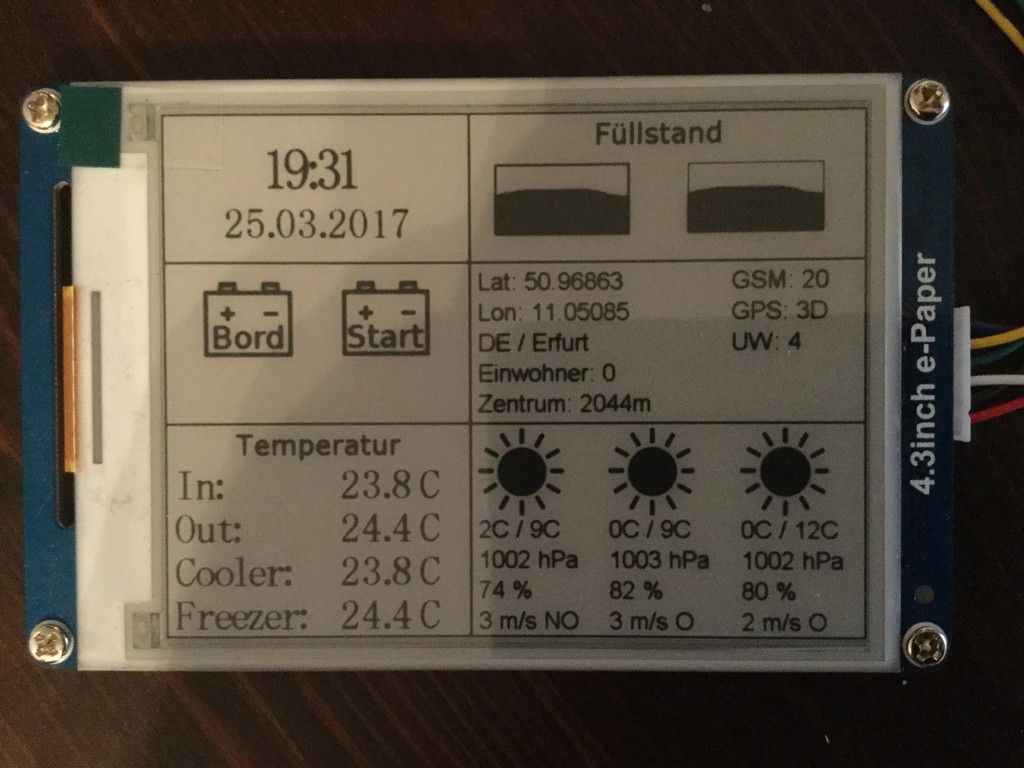 19:31
25.03.2017
Füllstand
+ -
Bord
+ -
Start
Lat: 50.96863
Lon: 11.05085
DE / Erfurt
Einwohner: 0
Zentrum: 2044m
GSM: 20
GPS: 3D
UW: 4
Temperatur
In: 23.8 C
Out: 24.4 C
Cooler: 23.8 C
Freezer: 24.4 C
2C / 9C
1002 hPa
74 %
3 m/s NO
0C / 9C
1003 hPa
82 %
3 m/s O
0C / 12C
1002 hPa
80 %
2 m/s O
4.3inch e-Paper